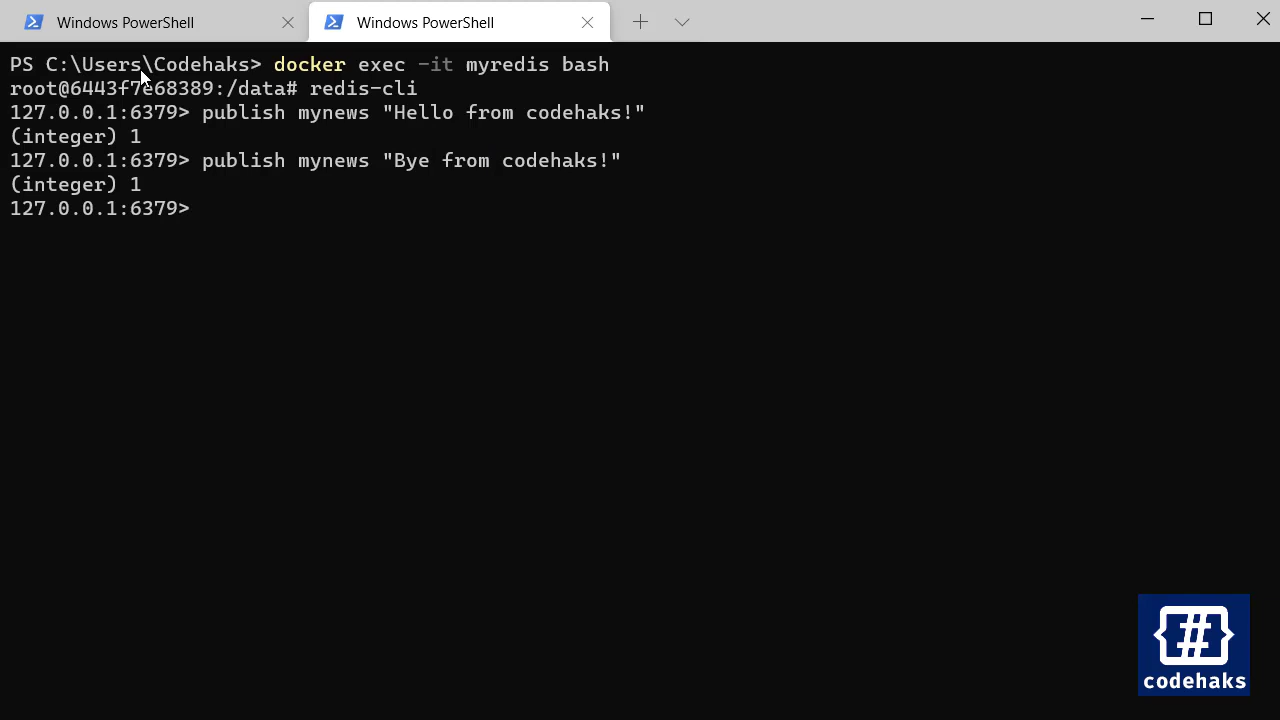 Windows PowerShell
Windows PowerShell
PS C:\Users\Codehaks> docker exec -it myredis bash
root@6443f7e68389:/data# redis-cli
127.0.0.1:6379> publish mynews "Hello from codehaks!"
(integer) 1
127.0.0.1:6379> publish mynews "Bye from codehaks!"
(integer) 1
127.0.0.1:6379>
{#}
codehaks